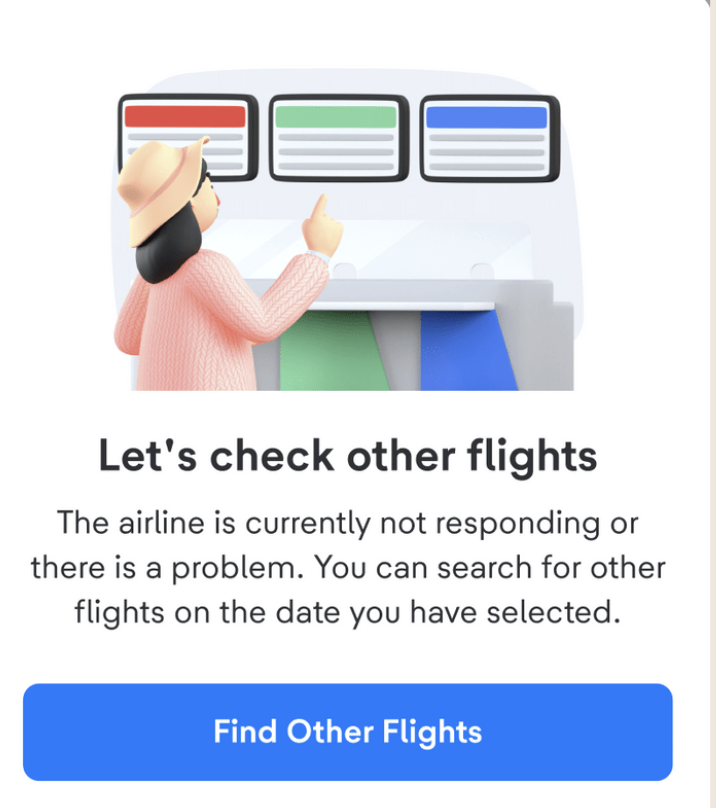 Let's check other flights
The airline is currently not responding or
there is a problem. You can search for other
flights on the date you have selected.
Find Other Flights